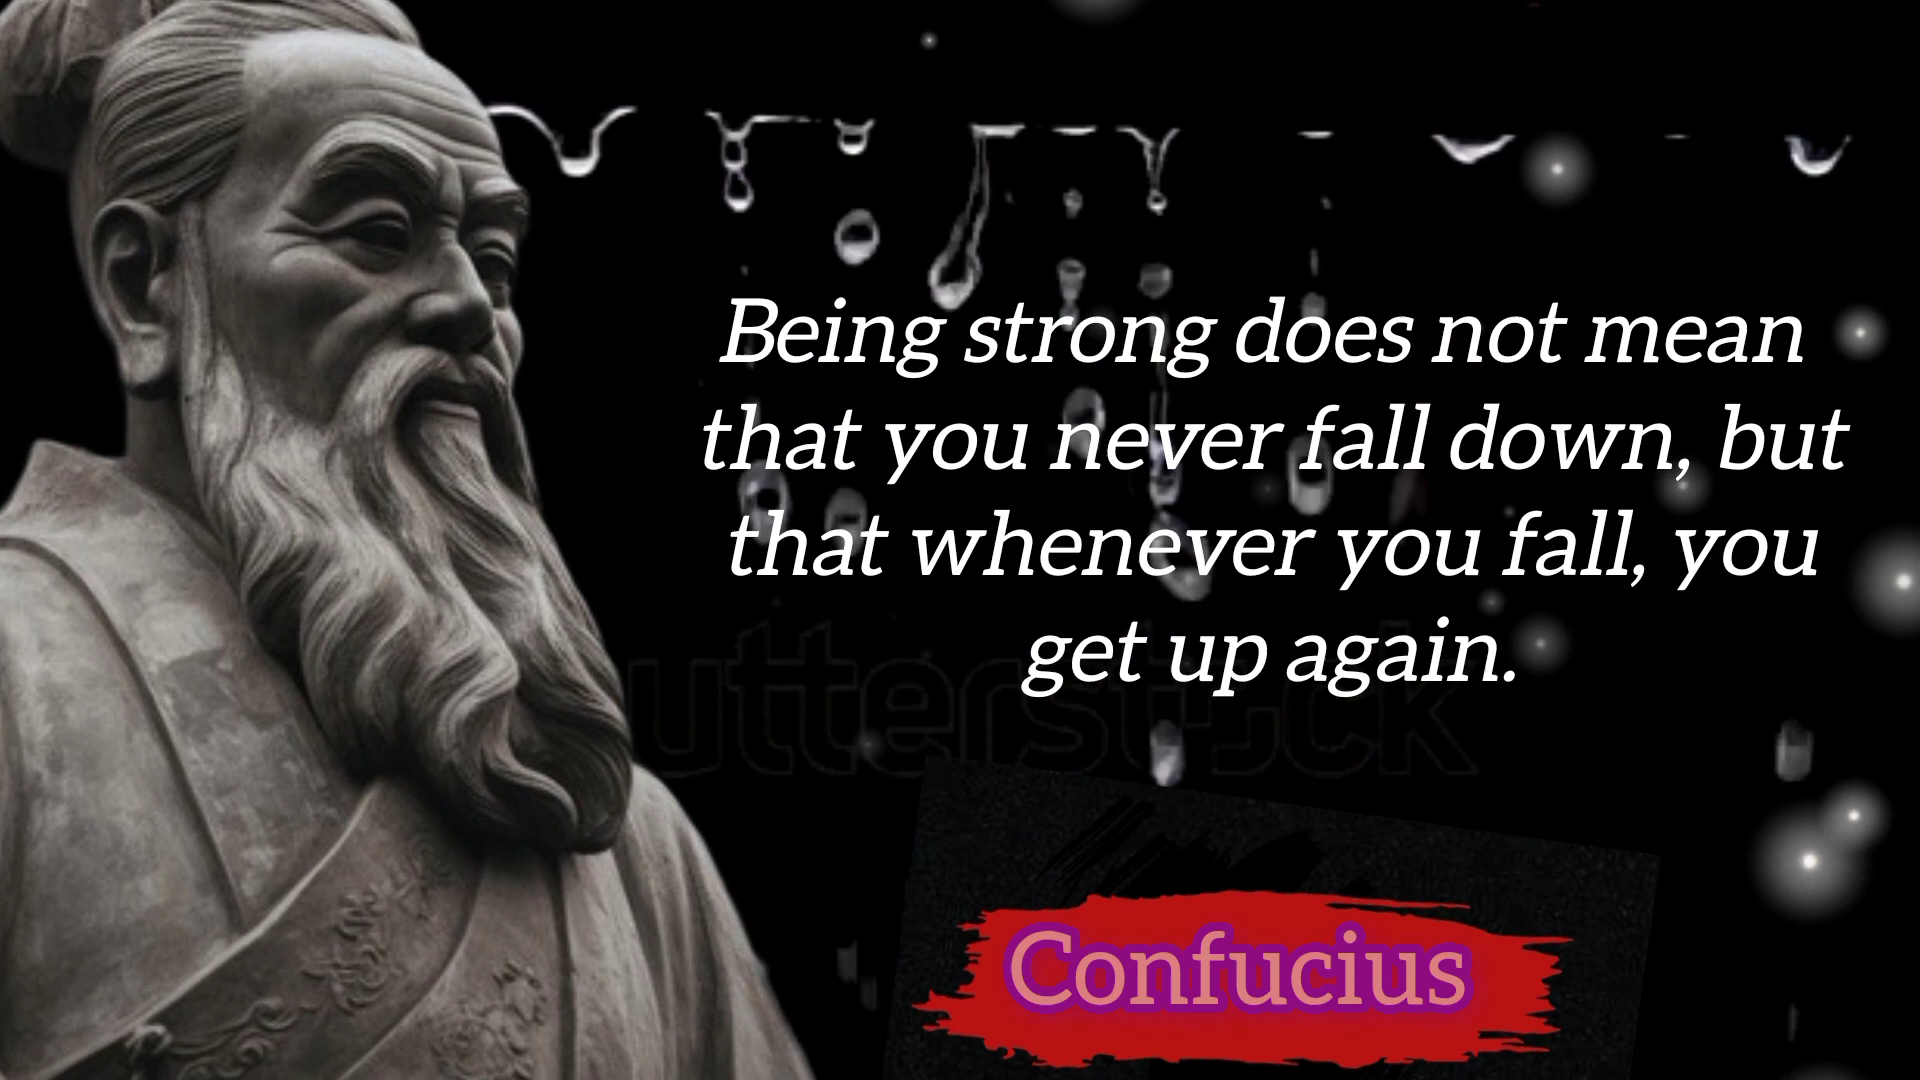 Being strong does not mean
that you never fall down, but
that whenever you fall, you
get up again.
utterstock
Confucius